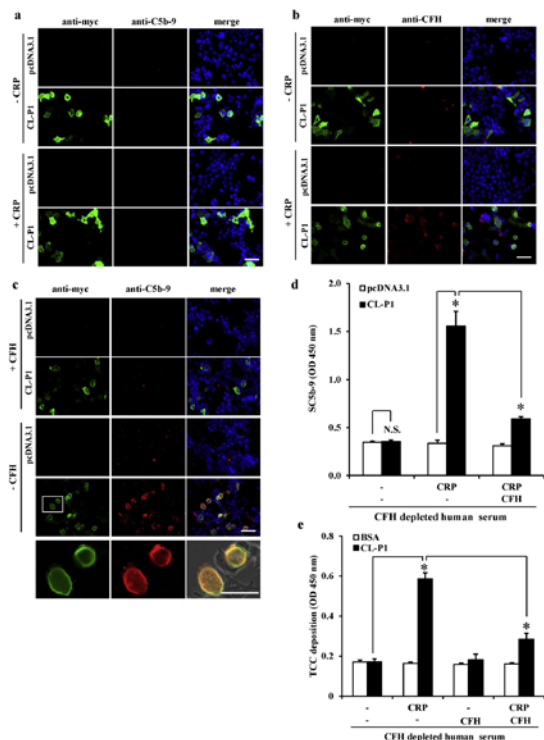 a
anti-myc anti-C5b-9 merge
- CRP
pcDNA3.1
CL-P1
+ CRP
pcDNA3.1
CL-P1
b
anti-myc anti-CFH merge
- CRP
pcDNA3.1
CL-P1
+ CRP
pcDNA3.1
CL-P1
c
anti-myc anti-C5b-9 merge
+ CFH
pcDNA3.1
CL-P1
- CFH
pcDNA3.1
d
SC5b-9 (OD 450 nm)
pcDNA3.1
CL-P1
2.0
1.5
1.0
0.5
0.0
N.S.
*
*
- CRP CRP
- - CFH
CFH depleted human serum
e
TCC deposition (OD 450 nm)
BSA
CL-P1
0.8
0.6
0.4
0.2
0
*
*
- CRP - CRP
- - CFH CFH
CFH depleted human serum